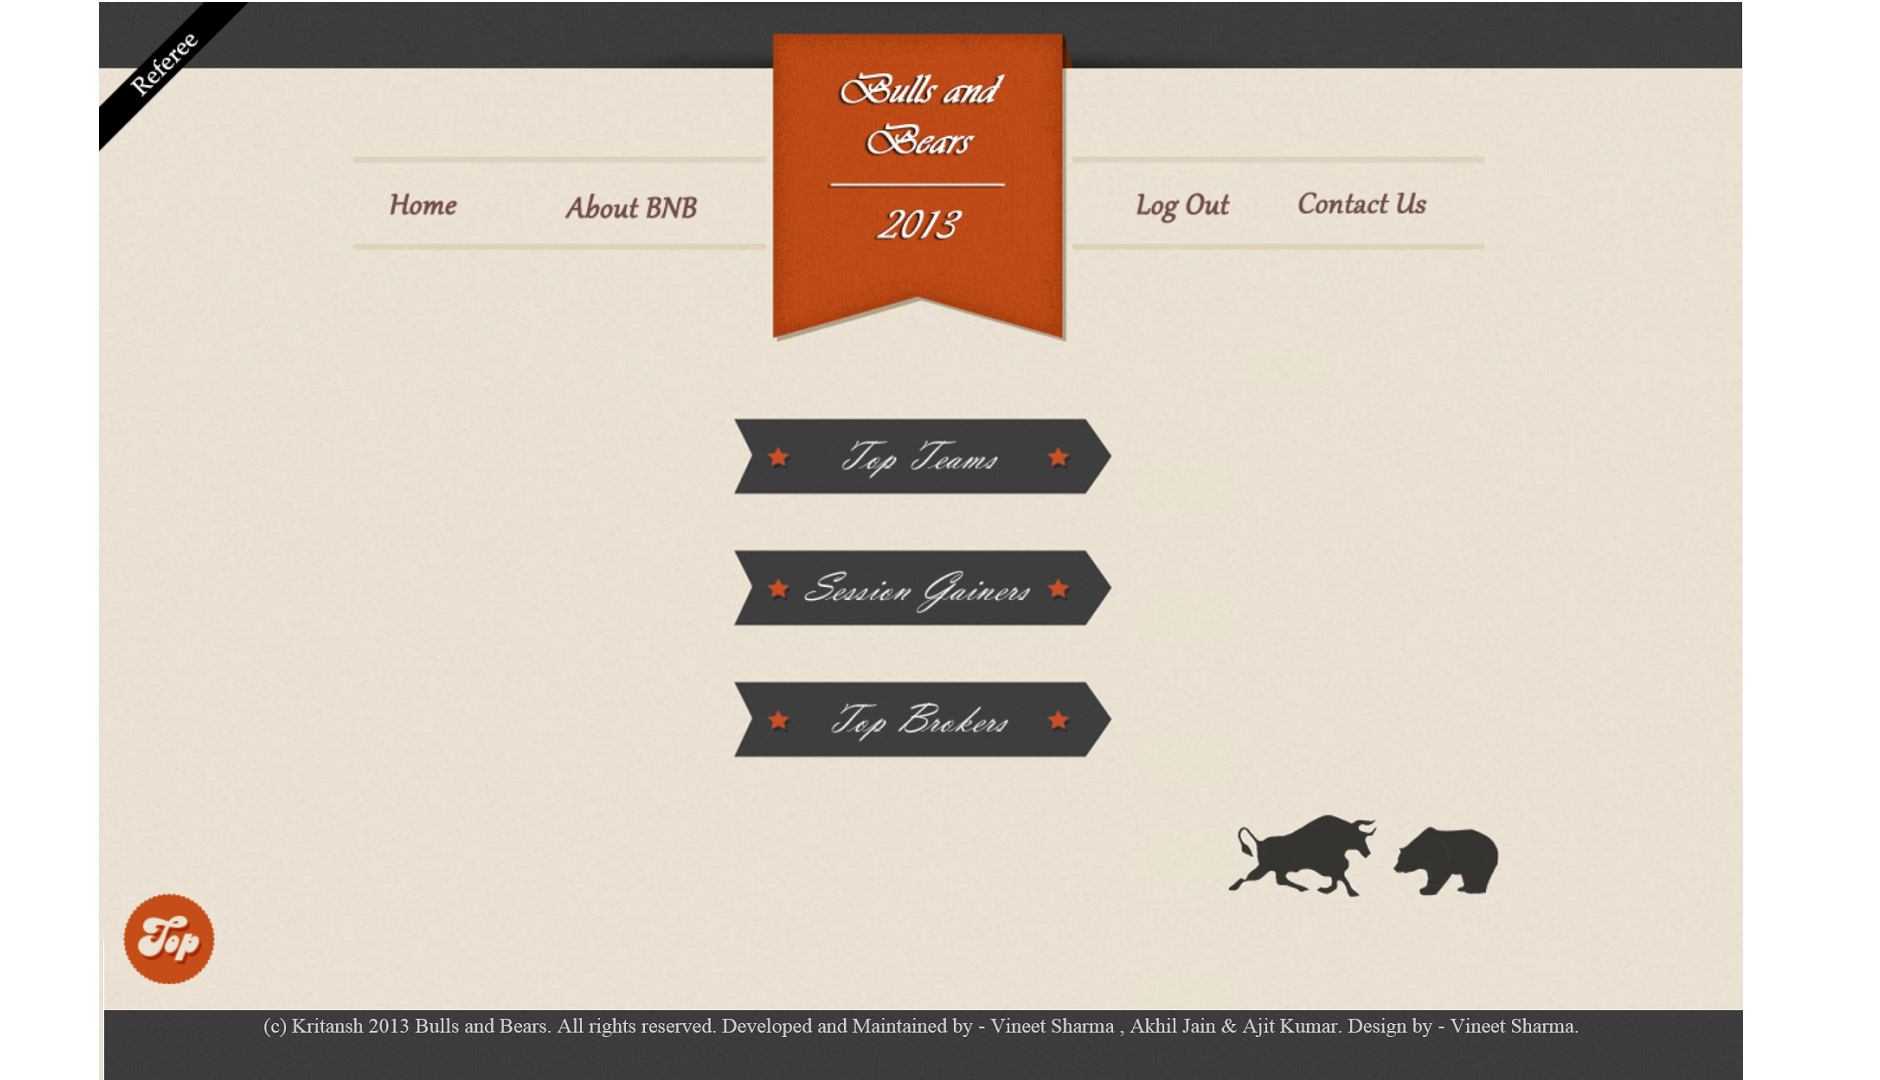 Referee
Bulls and
Bears
2013
Home
About BNB
Log Out
Contact Us
Top Teams
Session Gainers
Top Brokers
Top
(c) Kritansh 2013 Bulls and Bears. All rights reserved. Developed and Maintained by - Vineet Sharma , Akhil Jain & Ajit Kumar. Design by - Vineet Sharma.